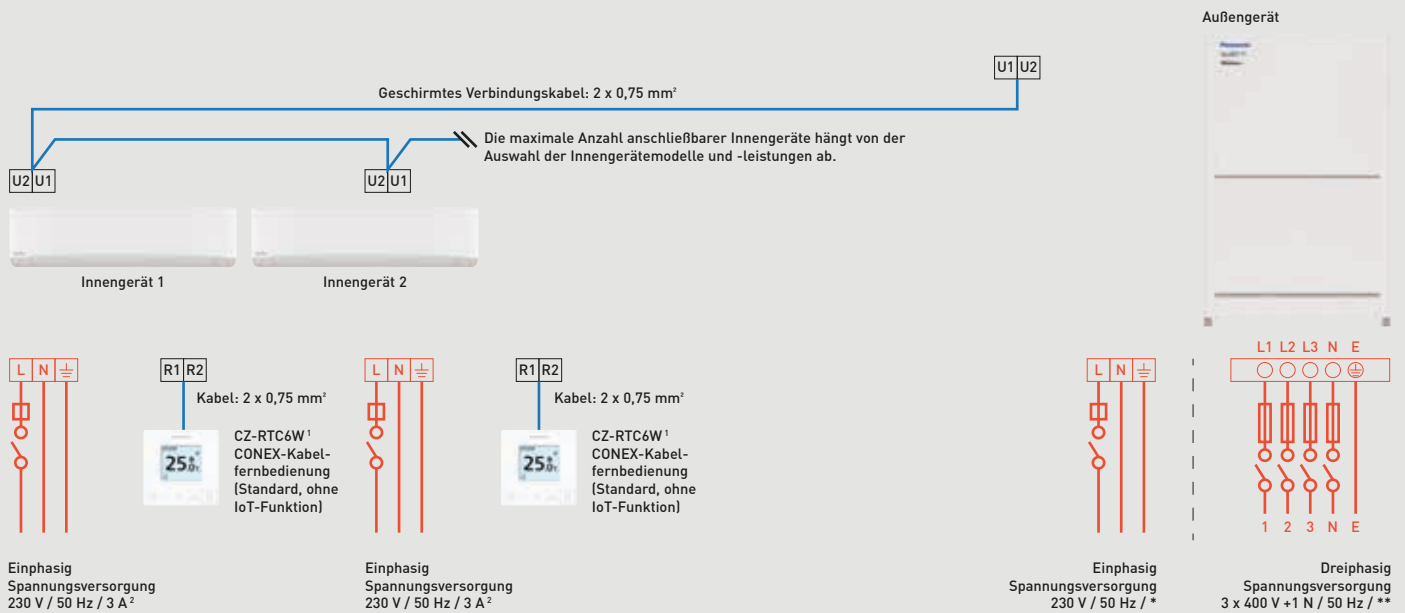 Außengerät
Panasonic
U1 U2
Geschirmtes Verbindungskabel: 2 x 0,75 mm²
Die maximale Anzahl anschließbarer Innengeräte hängt von der
Auswahl der Innengerätemodelle und -leistungen ab.
U2 U1
U2 U1
Innengerät 1
Innengerät 2
L N
R1 R2
Kabel: 2 x 0,75 mm²
CZ-RTC6W¹
CONEX-Kabel-
fernbedienung
(Standard, ohne
IoT-Funktion)
25.0
L N
R1 R2
Kabel: 2 x 0,75 mm²
CZ-RTC6W¹
CONEX-Kabel-
fernbedienung
(Standard, ohne
IoT-Funktion)
25.0
L N
L1 L2 L3 N E
1 2 3 N E
Einphasig
Spannungsversorgung
230 V / 50 Hz / 3 A²
Einphasig
Spannungsversorgung
230 V / 50 Hz / 3 A²
Einphasig
Spannungsversorgung
230 V / 50 Hz / *
Dreiphasig
Spannungsversorgung
3 x 400 V +1 N / 50 Hz / **